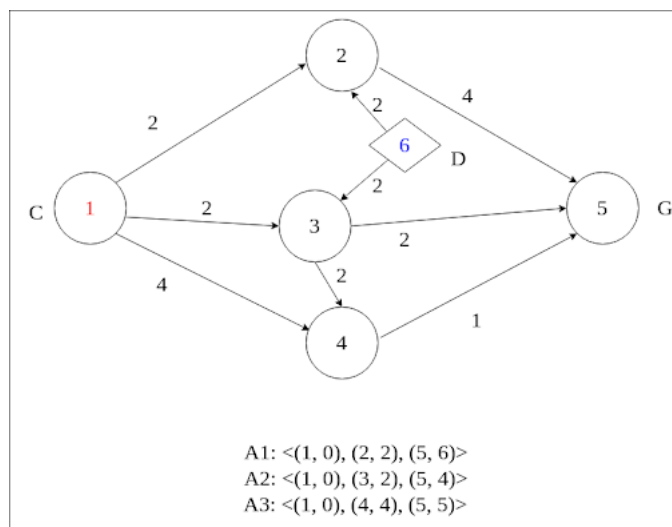 2
2
4
2
6
D
2
C
1
2
3
2
5
G
4
2
4
1
A1: <(1, 0), (2, 2), (5, 6)>
A2: <(1, 0), (3, 2), (5, 4)>
A3: <(1, 0), (4, 4), (5, 5)>